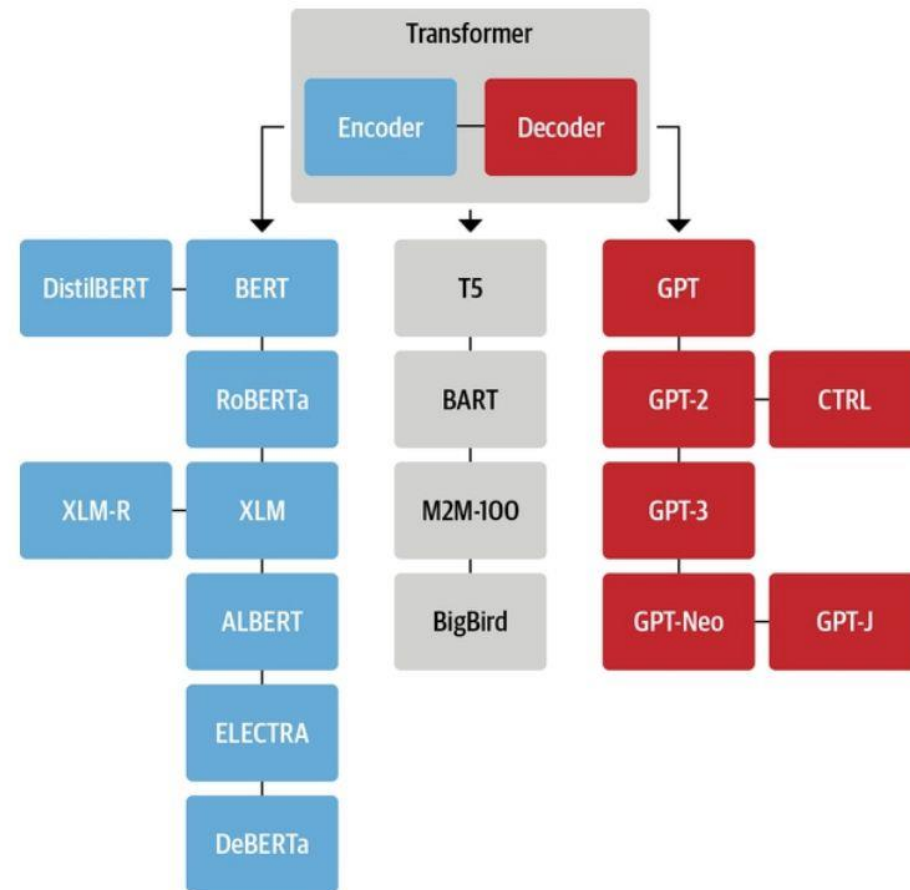 Transformer
Encoder
Decoder
DistilBERT
BERT
T5
GPT
RoBERTa
BART
GPT-2
CTRL
XLM-R
XLM
M2M-100
GPT-3
ALBERT
BigBird
GPT-Neo
GPT-J
ELECTRA
DeBERTa